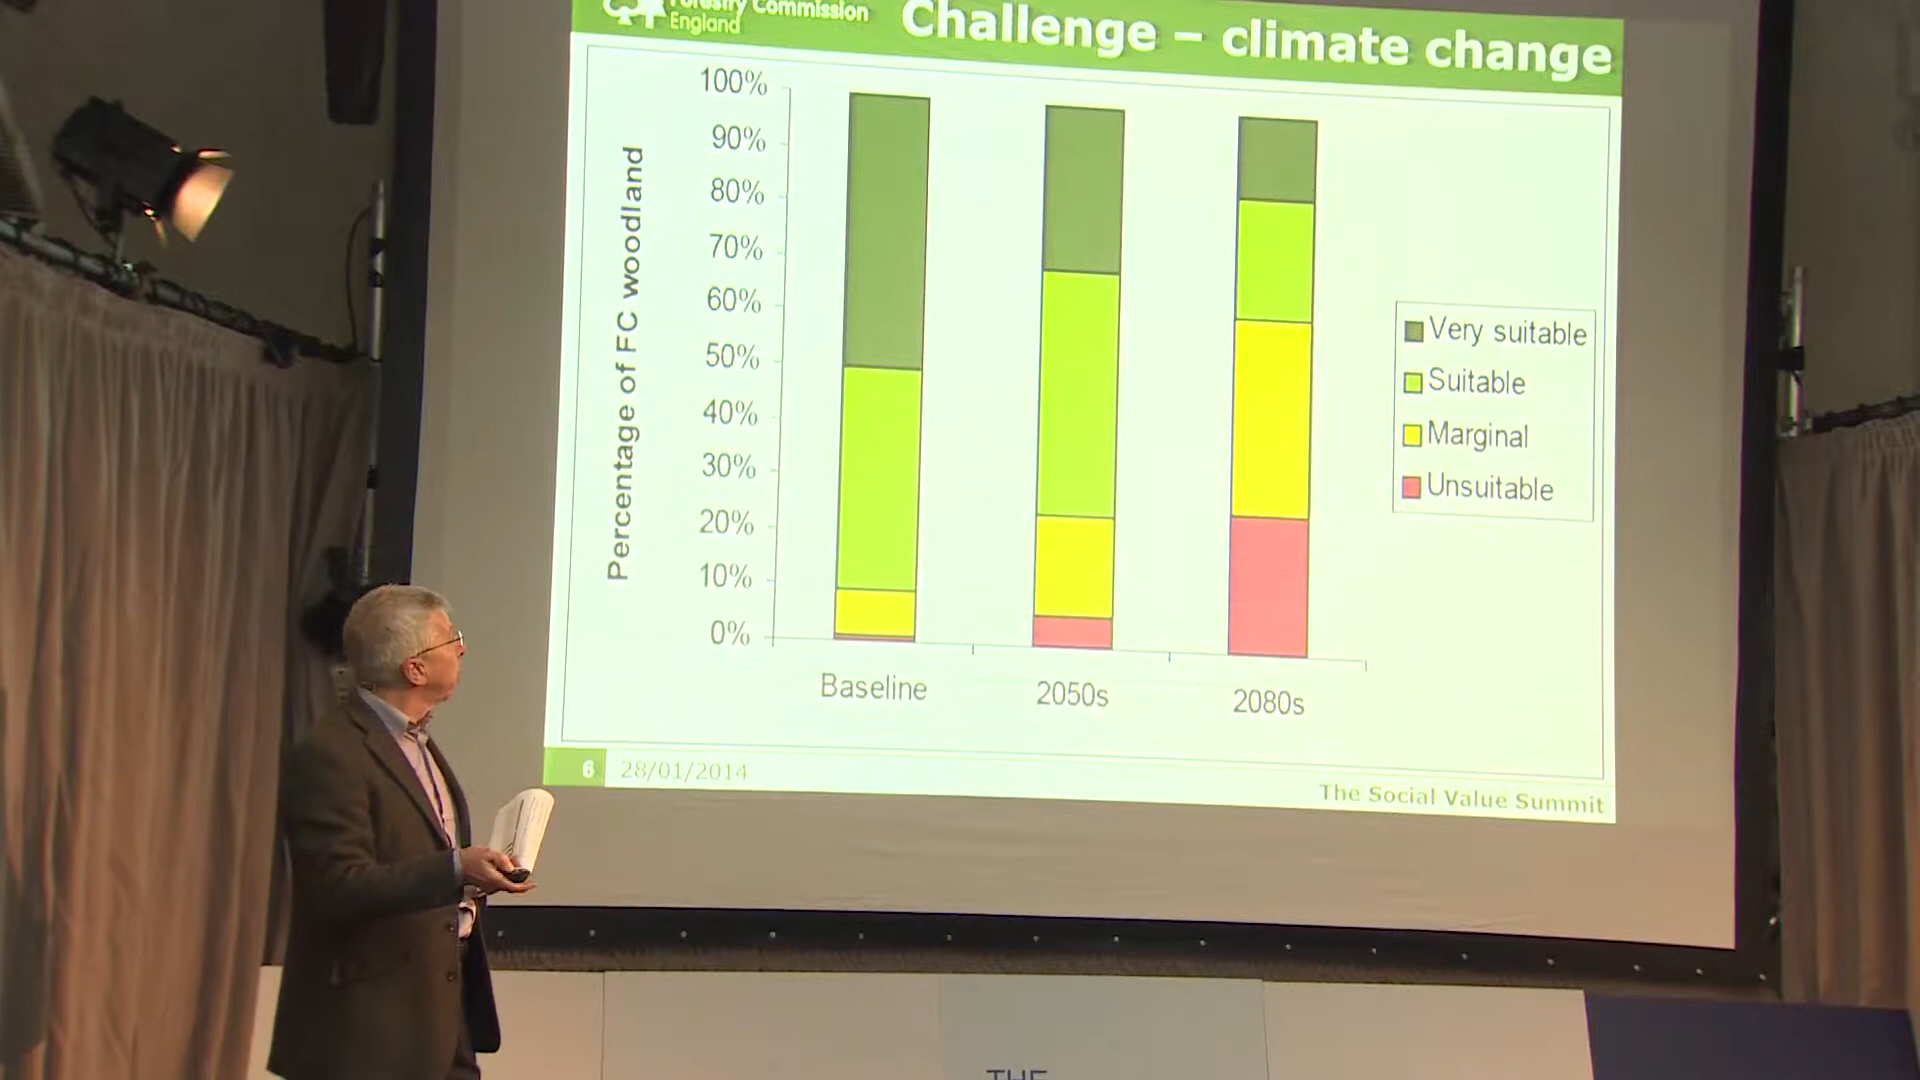 Forestry Commission
England
Challenge – climate change
Percentage of FC woodland
100%
90%
80%
70%
60%
50%
40%
30%
20%
10%
0%
Baseline
2050s
2080s
Very suitable
Suitable
Marginal
Unsuitable
6
28/01/2014
The Social Value Summit
THE